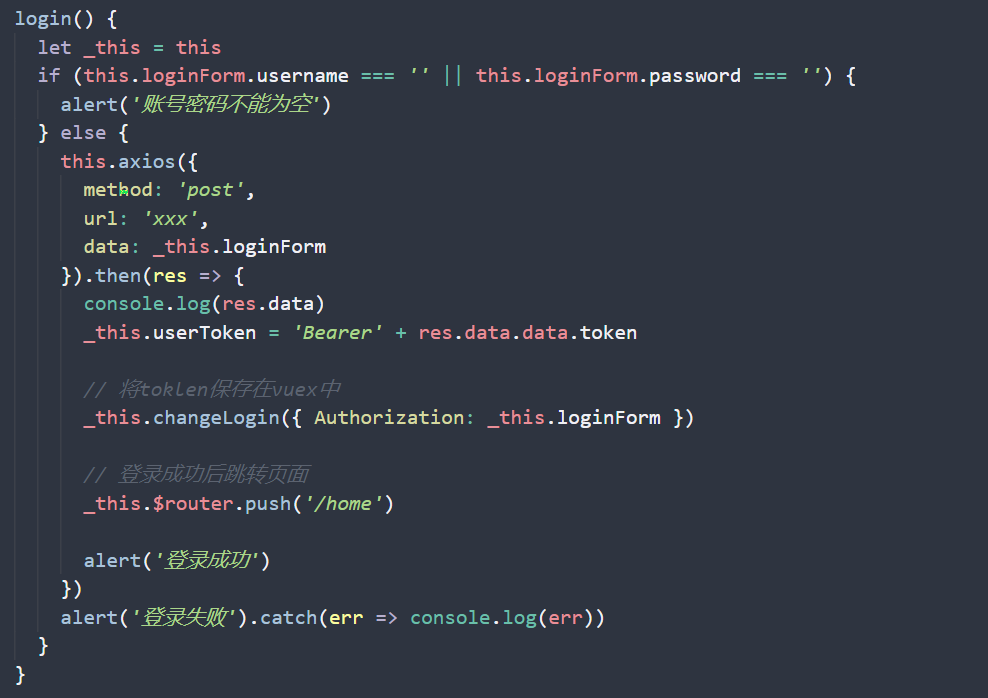 login() {
let _this = this
if (this.loginForm.username === '' || this.loginForm.password === '') {
alert('账号密码不能为空')
} else {
this.axios({
method: 'post',
url: 'xxx',
data: _this.loginForm
}).then(res => {
console.log(res.data)
_this.userToken = 'Bearer' + res.data.data.token
// 将toklen保存在vuex中
_this.changeLogin({ Authorization: _this.loginForm })
// 登录成功后跳转页面
_this.$router.push('/home')
alert('登录成功')
})
alert('登录失败').catch(err => console.log(err))
}
}